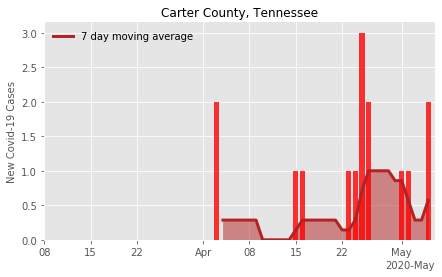 Carter County, Tennessee
7 day moving average
New Covid-19 Cases
3.0
2.5
2.0
1.5
1.0
0.5
0.0
08 15 22 Apr 08 15 22 May
2020-May